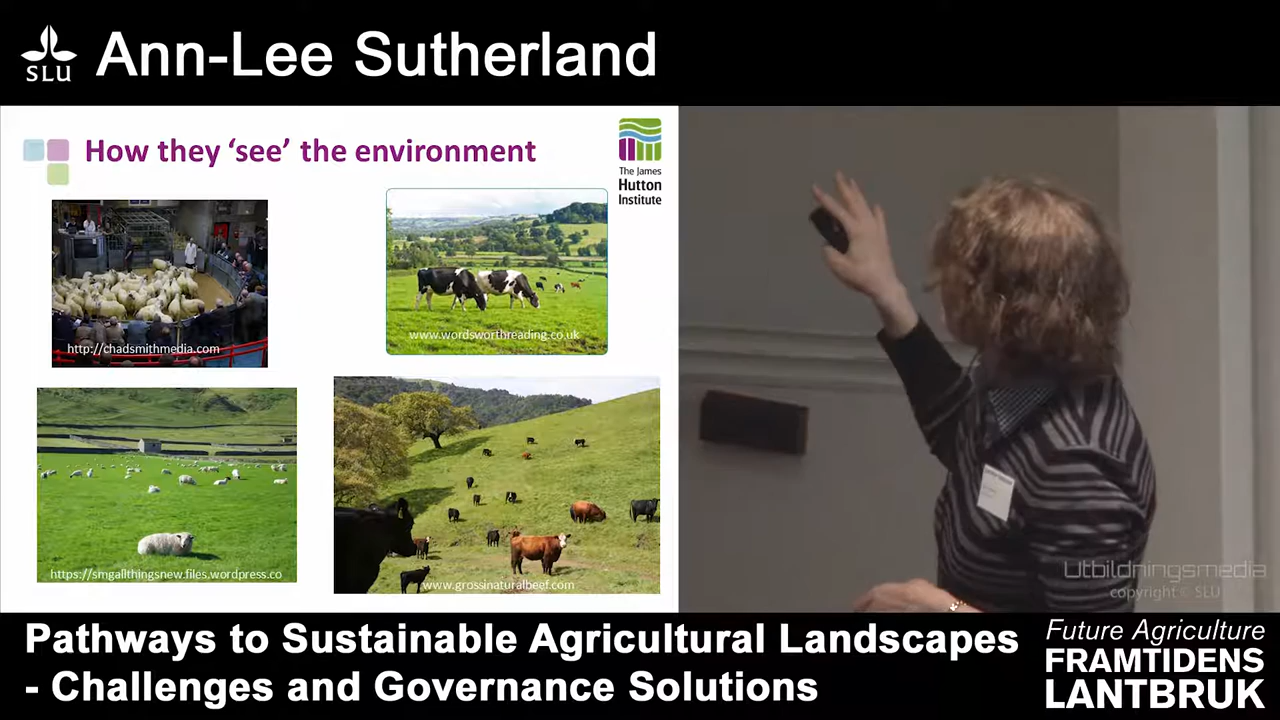 SLU
Ann-Lee Sutherland
How they ‘see’ the environment
The James
Hutton
Institute
http://chadsmithmedia.com
www.wordsworthreading.co.uk
https://smgallthingsnew.files.wordpress.co
www.grossinaturalbeef.com
Utbildningsmedia
copyright © SLU
Pathways to Sustainable Agricultural Landscapes
- Challenges and Governance Solutions
Future Agriculture
FRAMTIDENS
LANTBRUK